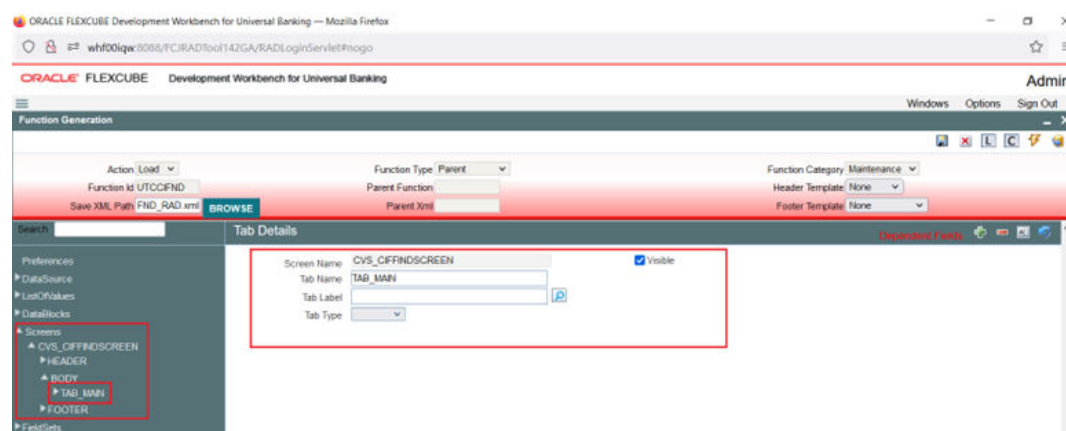 ORACLE FLEXCUBE Development Workbench for Universal Banking — Mozilla Firefox
whf00iqw:8088/FCJRADTool142GA/RADLoginServlet#nogo
ORACLE FLEXCUBE Development Workbench for Universal Banking Admin
Windows Options Sign Out
Function Generation
L C
Action Load Function Type Parent Function Category Maintenance
Function Id UTCCIFND Parent Function Header Template None
Save XML Path FND_RAD.xml BROWSE Parent Xml Footer Template None
Search Tab Details Dependent Fields
Preferences Screen Name CVS_CIFFINDSCREEN Visible
DataSource Tab Name TAB_MAIN
ListOfValues Tab Label
DataBlocks Tab Type
Screens
CVS_CIFFINDSCREEN
HEADER
BODY
TAB_MAIN
FOOTER
FieldSets